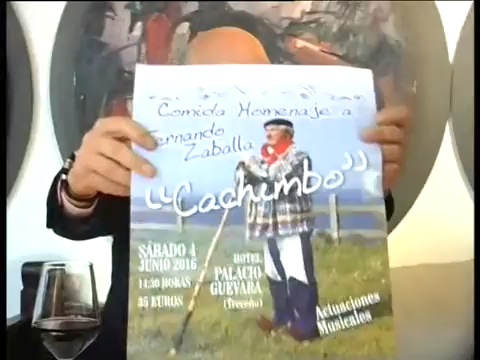 Comida Homenaje a
Fernando
Zaballa
"Cachimbo"
SÁBADO 4
JUNIO 2016
14:30 HORAS
35 EUROS
HOTEL
PALACIO
GUEVARA
(Treceño)
Actuaciones
Musicales